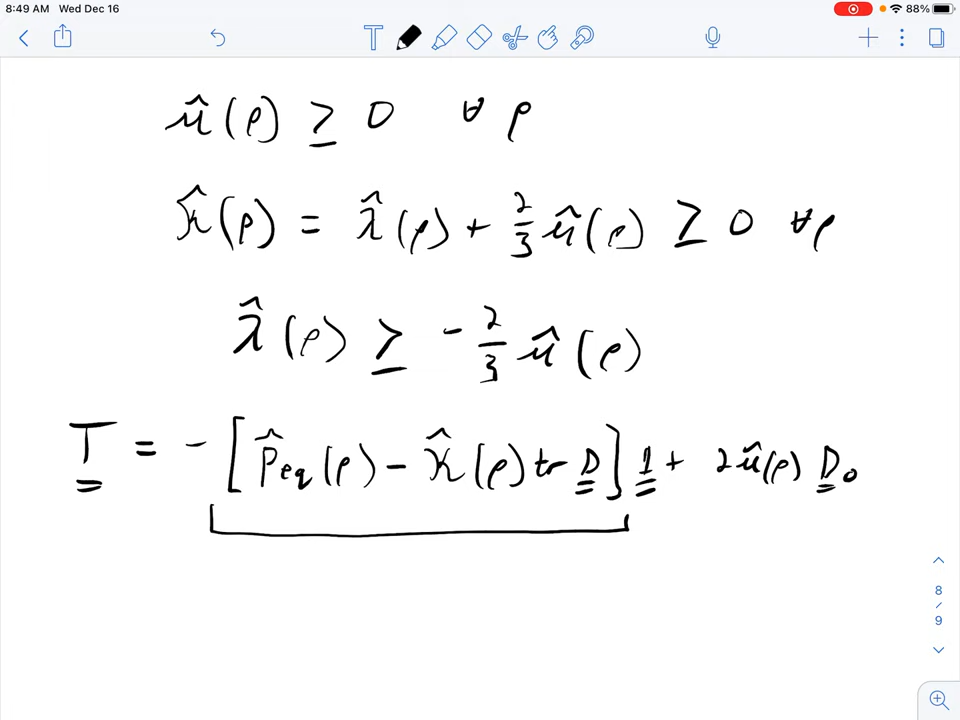 8:49 AM Wed Dec 16 88%
T
μ̂(ρ) ≥ 0 ∀ ρ
κ̂(ρ) = λ̂(ρ) + 2/3 μ̂(ρ) ≥ 0 ∀ρ
λ̂(ρ) ≥ - 2/3 μ̂(ρ)
T = - [p̂eq(ρ) - κ̂(ρ) tr D] 1 + 2μ̂(ρ) D₀
8
/
9